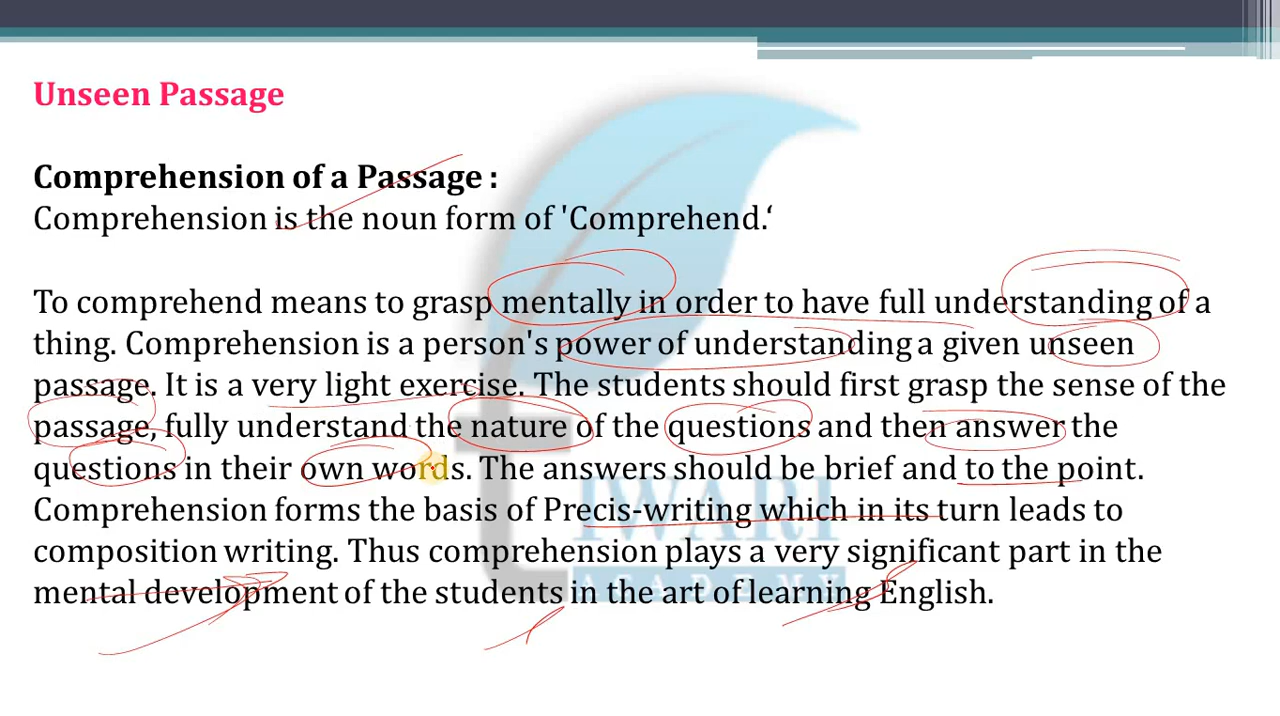 Unseen Passage
Comprehension of a Passage :
Comprehension is the noun form of 'Comprehend.‘
To comprehend means to grasp mentally in order to have full understanding of a
thing. Comprehension is a person's power of understanding a given unseen
passage. It is a very light exercise. The students should first grasp the sense of the
passage, fully understand the nature of the questions and then answer the
questions in their own words. The answers should be brief and to the point.
Comprehension forms the basis of Precis-writing which in its turn leads to
composition writing. Thus comprehension plays a very significant part in the
mental development of the students in the art of learning English.
IWARI
ACADEMY